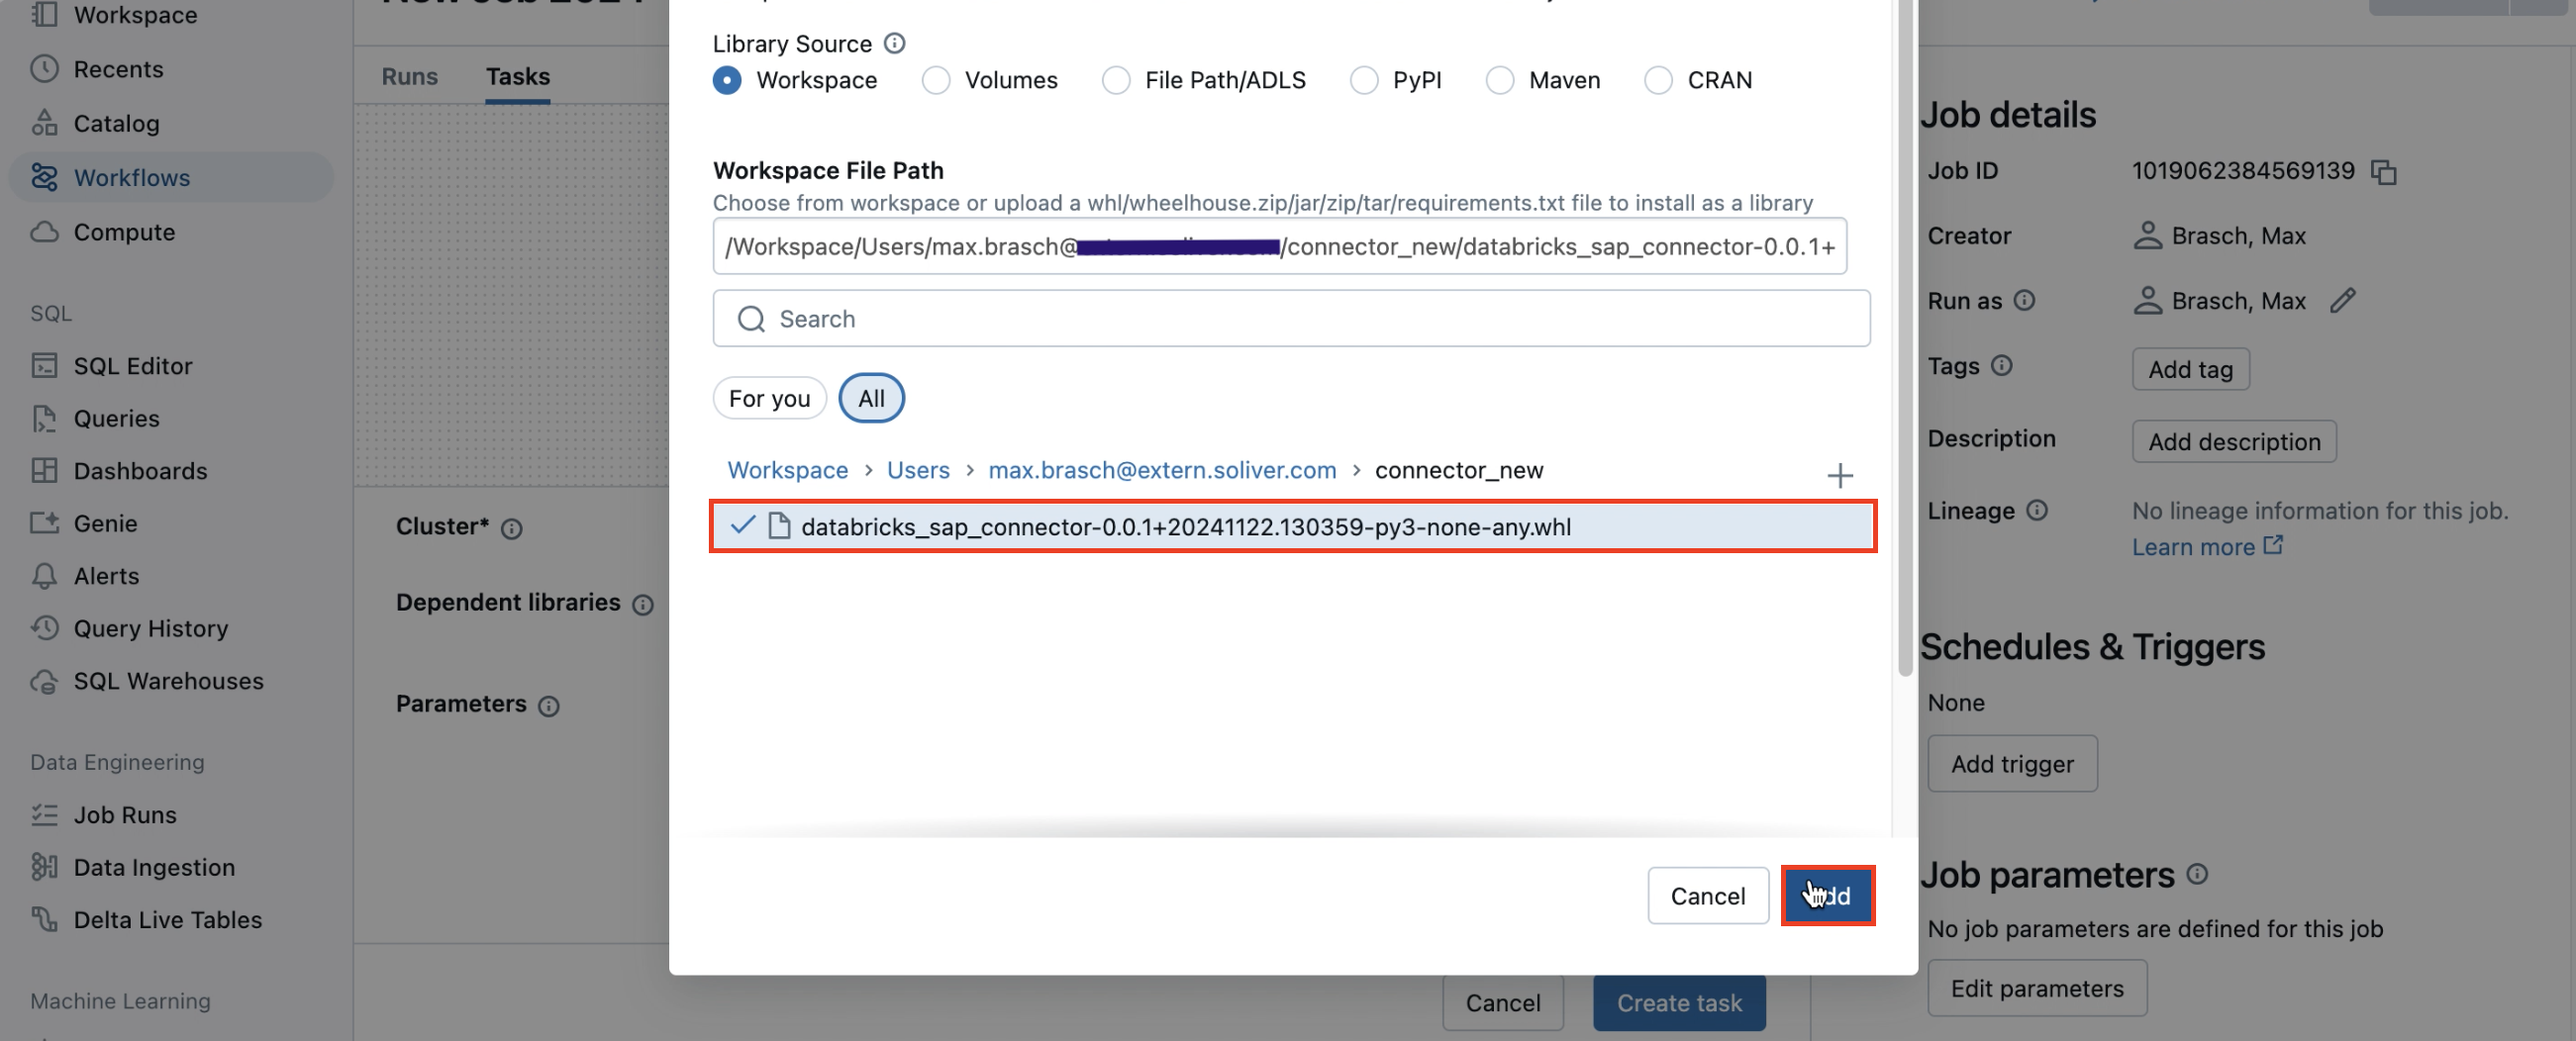 Workspace
Recents
Catalog
Workflows
Compute
SQL
SQL Editor
Queries
Dashboards
Genie
Alerts
Query History
SQL Warehouses
Data Engineering
Job Runs
Data Ingestion
Delta Live Tables
Machine Learning
Runs Tasks
Cluster*
Dependent libraries
Parameters
Library Source
Workspace Volumes File Path/ADLS PyPI Maven CRAN
Workspace File Path
Choose from workspace or upload a whl/wheelhouse.zip/jar/zip/tar/requirements.txt file to install as a library
/Workspace/Users/max.brasch@ /connector_new/databricks_sap_connector-0.0.1+
Search
For you All
Workspace > Users > max.brasch@extern.soliver.com > connector_new
databricks_sap_connector-0.0.1+20241122.130359-py3-none-any.whl
Cancel
Cancel Create task
Job details
Job ID 1019062384569139
Creator Brasch, Max
Run as Brasch, Max
Tags Add tag
Description Add description
Lineage No lineage information for this job.
Learn more
Schedules & Triggers
None
Add trigger
Job parameters
No job parameters are defined for this job
Edit parameters